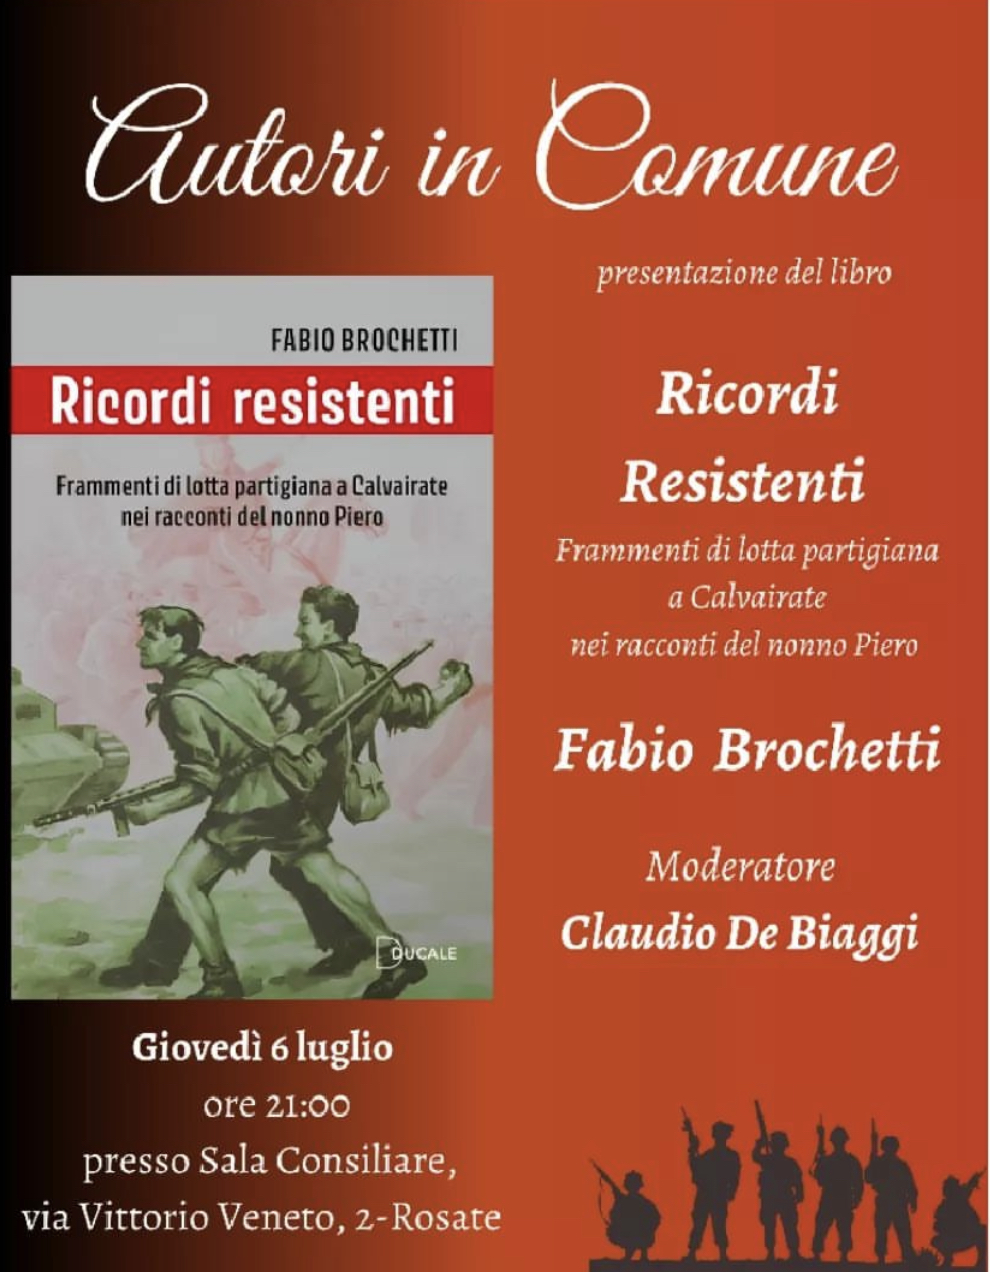 Autori in Comune
presentazione del libro
FABIO BROCHETTI
Ricordi resistenti
Frammenti di lotta partigiana a Calvairate
nei racconti del nonno Piero
DUCALE
Ricordi
Resistenti
Frammenti di lotta partigiana
a Calvairate
nei racconti del nonno Piero
Fabio Brochetti
Moderatore
Claudio De Biaggi
Giovedì 6 luglio
ore 21:00
presso Sala Consiliare,
via Vittorio Veneto, 2-Rosate